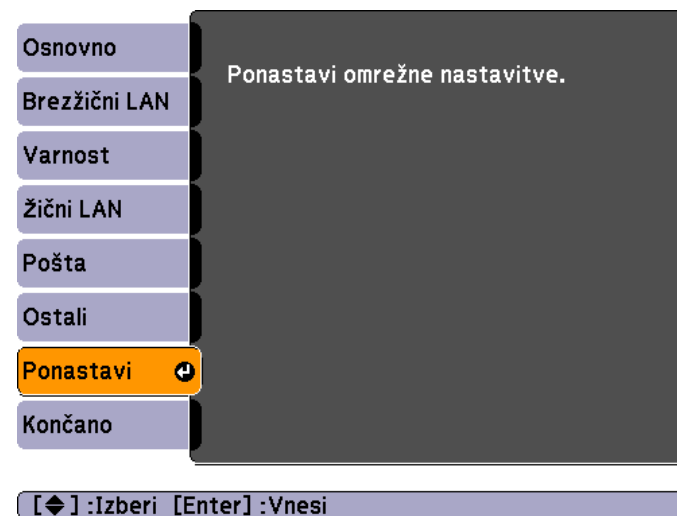 Osnovno
Brezžični LAN
Varnost
Žični LAN
Pošta
Ostali
Ponastavi
Končano
Ponastavi omrežne nastavitve.
[◆] :Izberi [Enter] :Vnesi